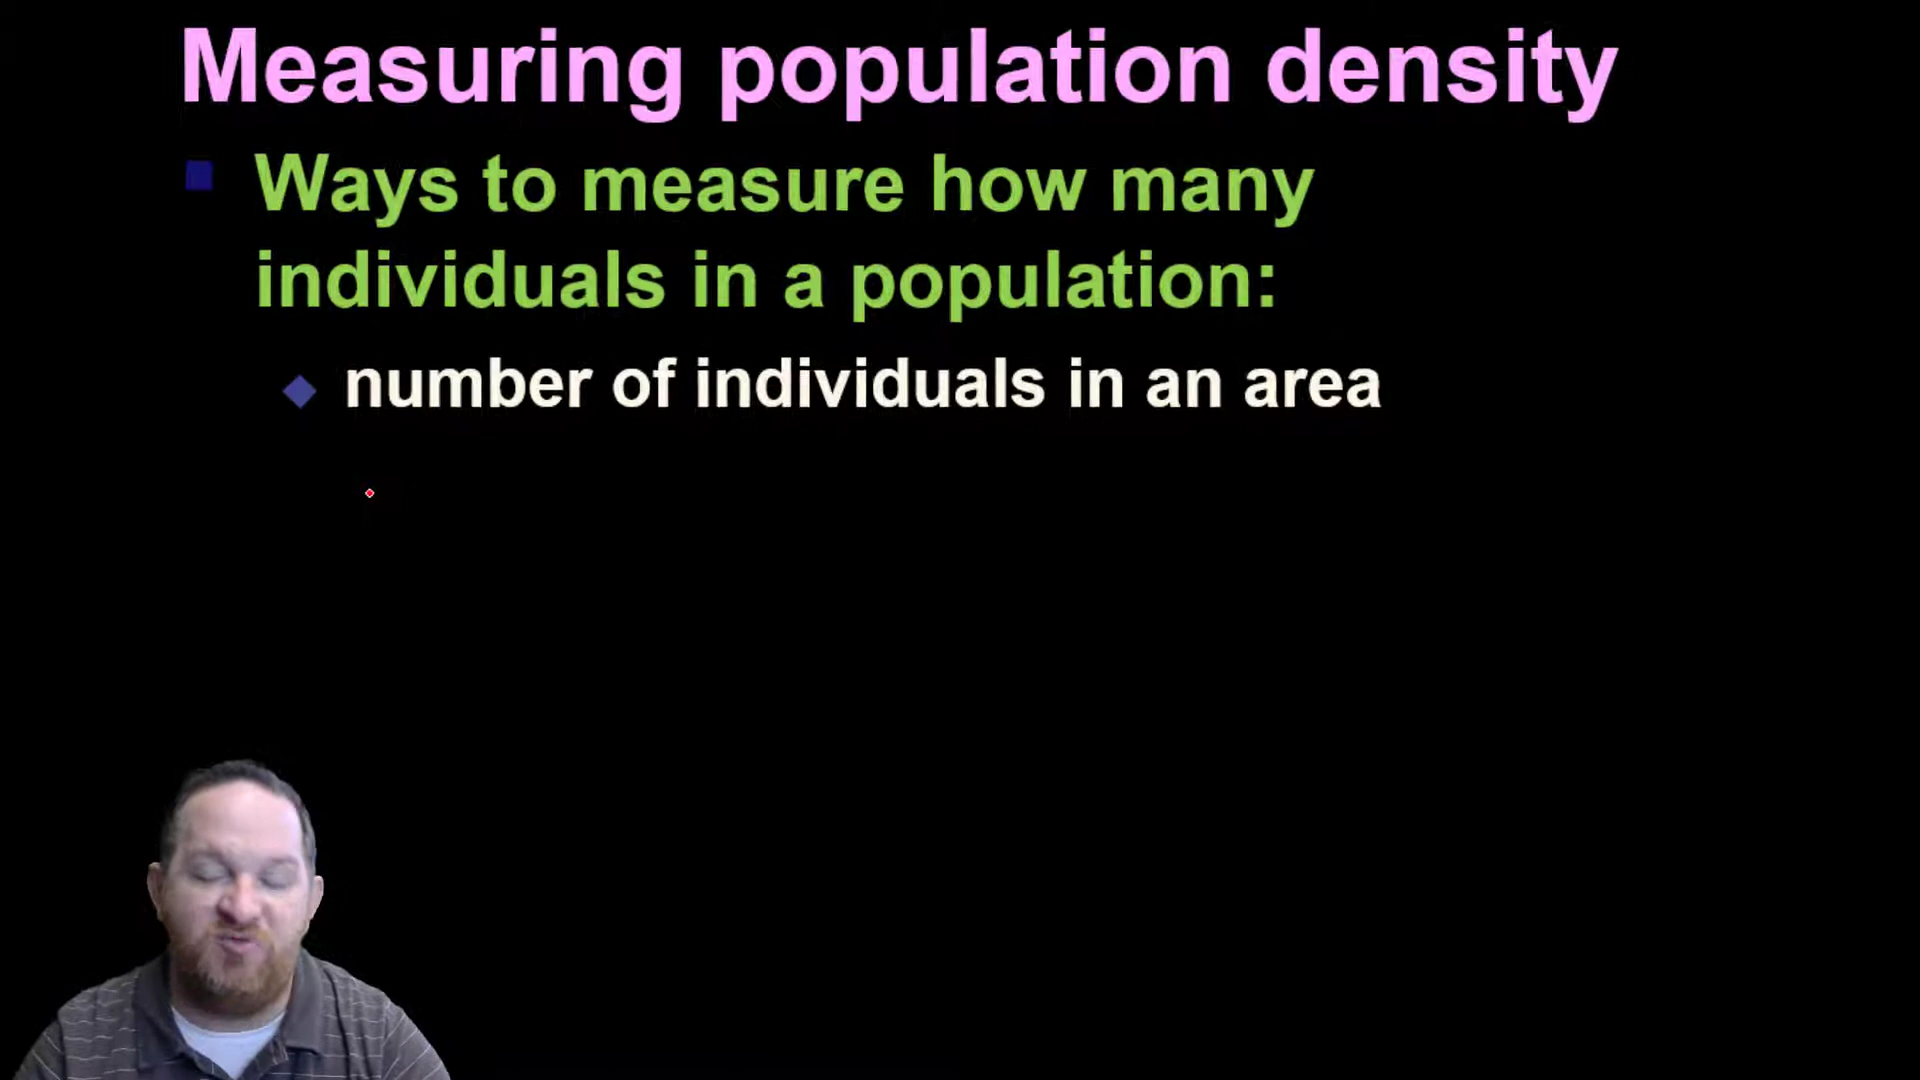 Measuring population density
Ways to measure how many
individuals in a population:
number of individuals in an area